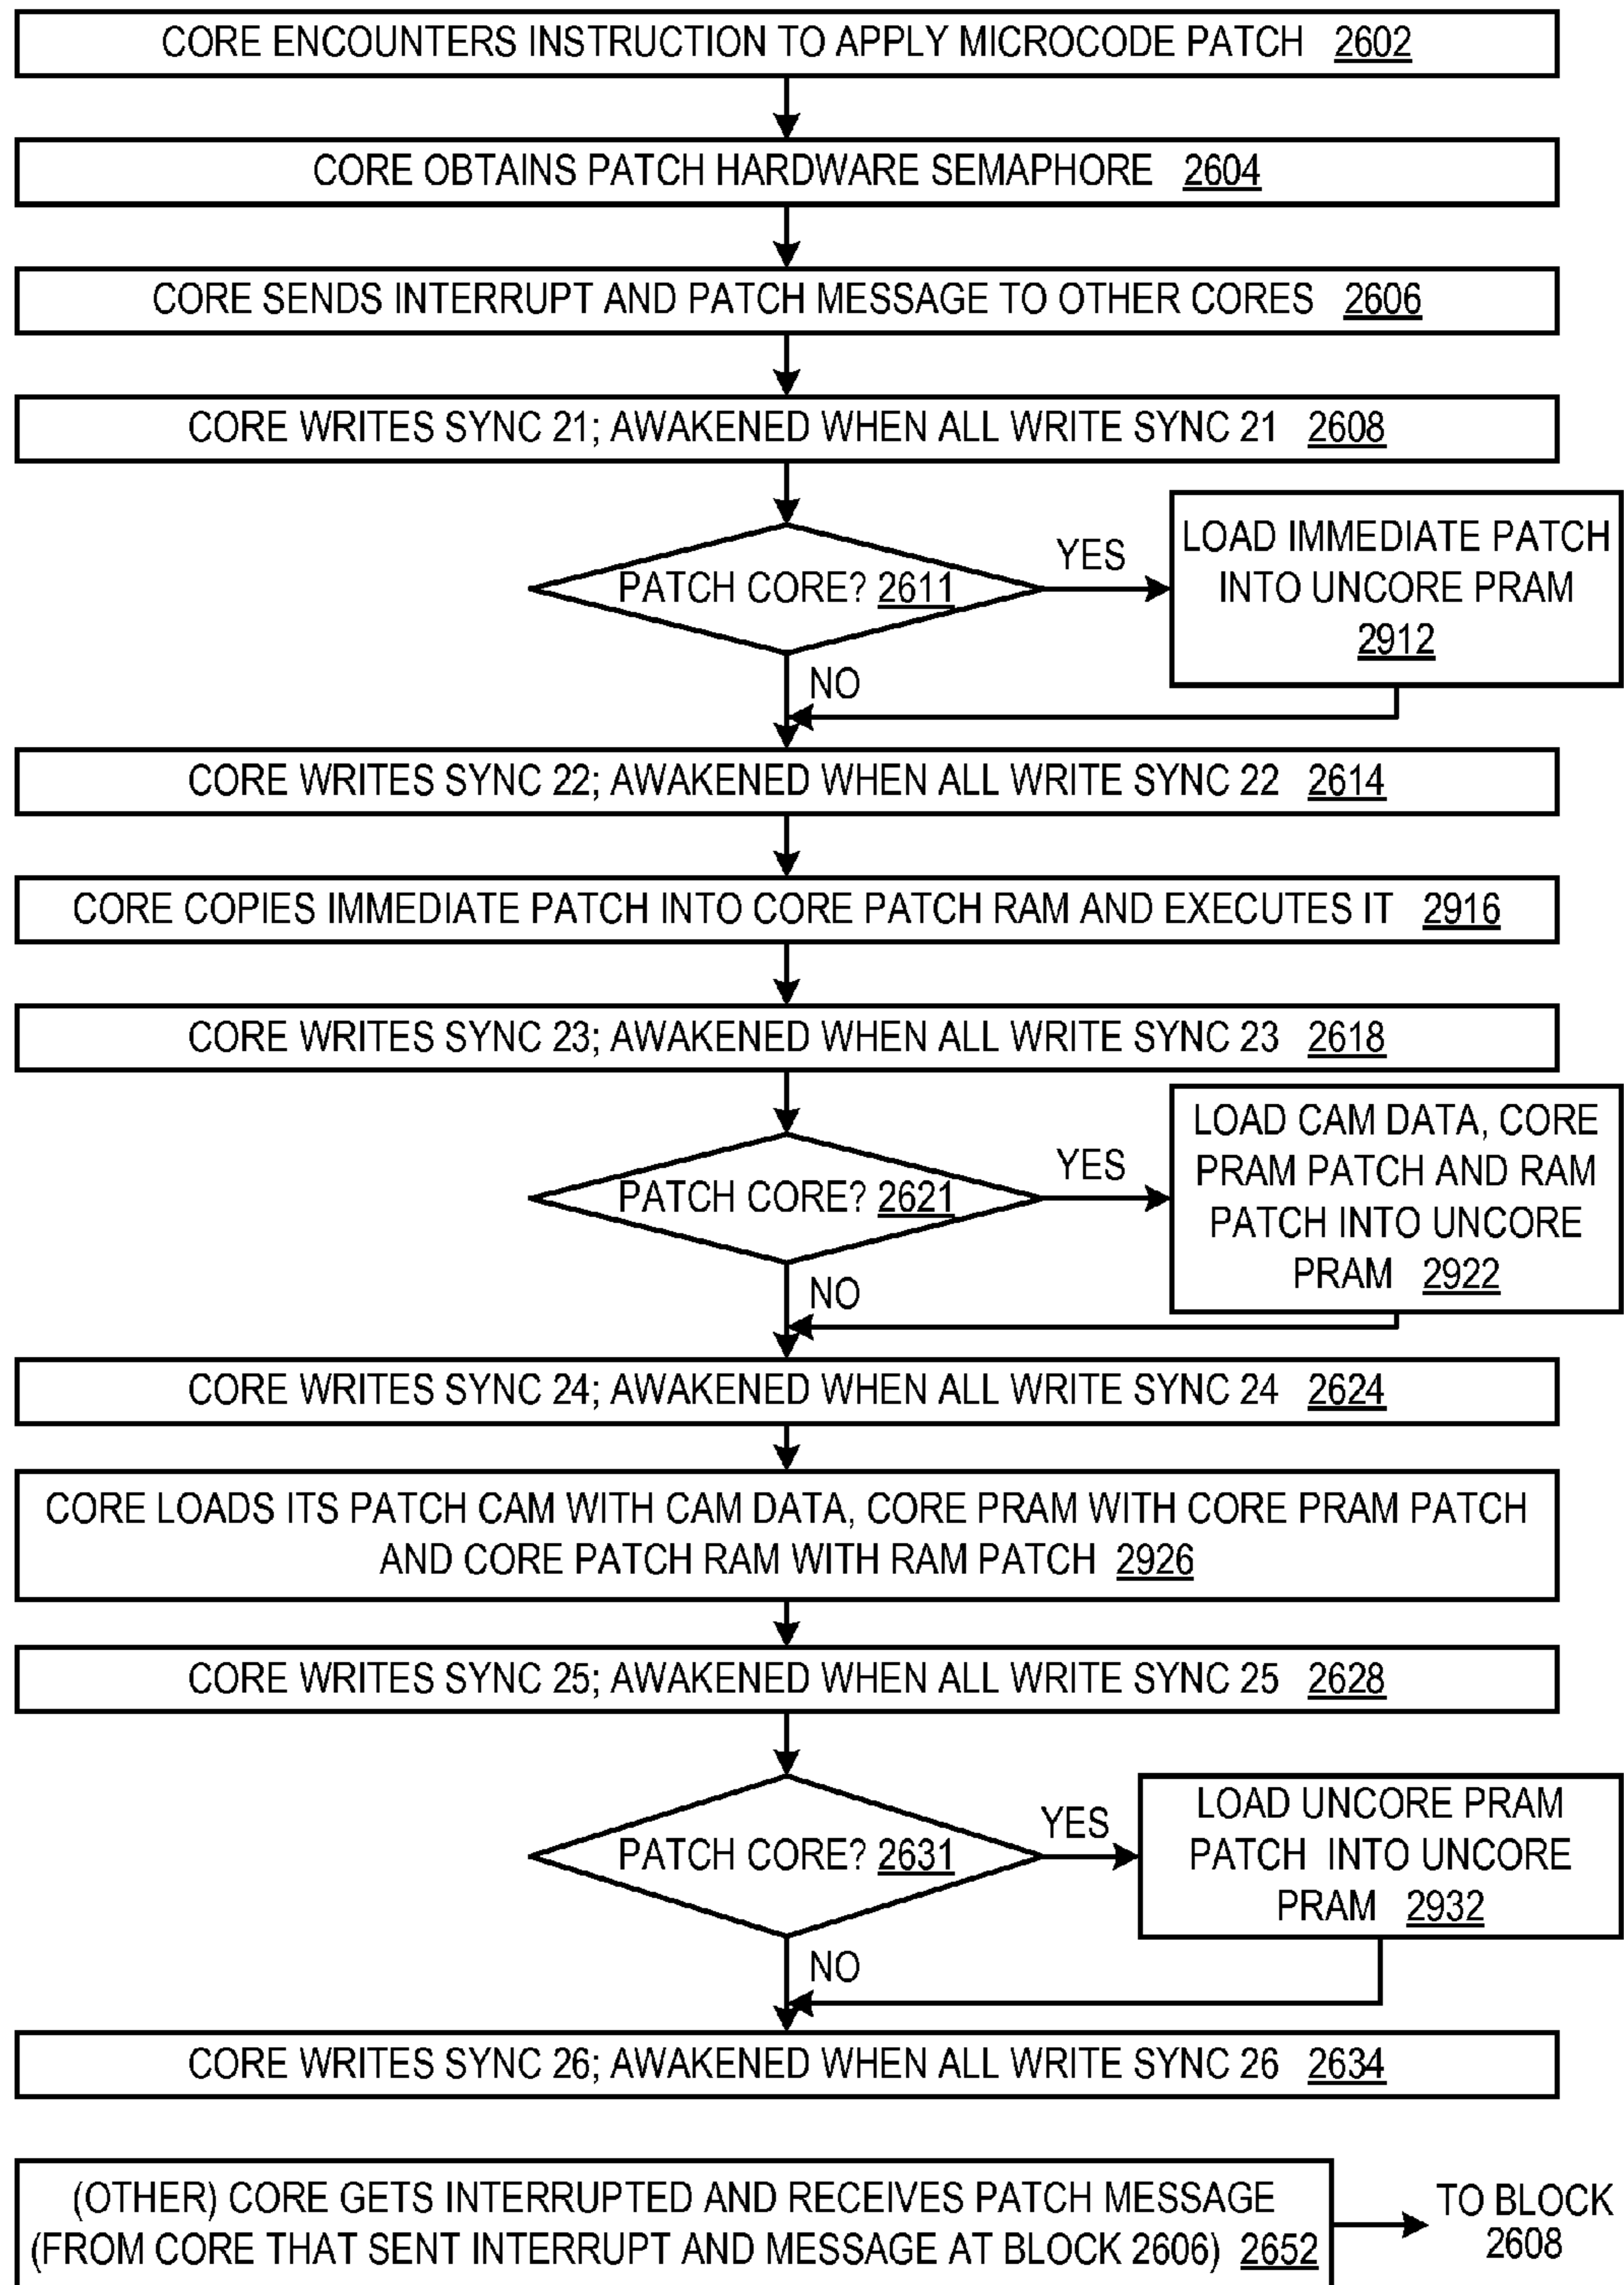 CORE ENCOUNTERS INSTRUCTION TO APPLY MICROCODE PATCH 2602
CORE OBTAINS PATCH HARDWARE SEMAPHORE 2604
CORE SENDS INTERRUPT AND PATCH MESSAGE TO OTHER CORES 2606
CORE WRITES SYNC 21; AWAKENED WHEN ALL WRITE SYNC 21 2608
PATCH CORE? 2611
YES
LOAD IMMEDIATE PATCH
INTO UNCORE PRAM
2912
NO
CORE WRITES SYNC 22; AWAKENED WHEN ALL WRITE SYNC 22 2614
CORE COPIES IMMEDIATE PATCH INTO CORE PATCH RAM AND EXECUTES IT 2916
CORE WRITES SYNC 23; AWAKENED WHEN ALL WRITE SYNC 23 2618
PATCH CORE? 2621
YES
LOAD CAM DATA, CORE
PRAM PATCH AND RAM
PATCH INTO UNCORE
PRAM 2922
NO
CORE WRITES SYNC 24; AWAKENED WHEN ALL WRITE SYNC 24 2624
CORE LOADS ITS PATCH CAM WITH CAM DATA, CORE PRAM WITH CORE PRAM PATCH
AND CORE PATCH RAM WITH RAM PATCH 2926
CORE WRITES SYNC 25; AWAKENED WHEN ALL WRITE SYNC 25 2628
PATCH CORE? 2631
YES
LOAD UNCORE PRAM
PATCH INTO UNCORE
PRAM 2932
NO
CORE WRITES SYNC 26; AWAKENED WHEN ALL WRITE SYNC 26 2634
(OTHER) CORE GETS INTERRUPTED AND RECEIVES PATCH MESSAGE
(FROM CORE THAT SENT INTERRUPT AND MESSAGE AT BLOCK 2606) 2652
TO BLOCK
2608